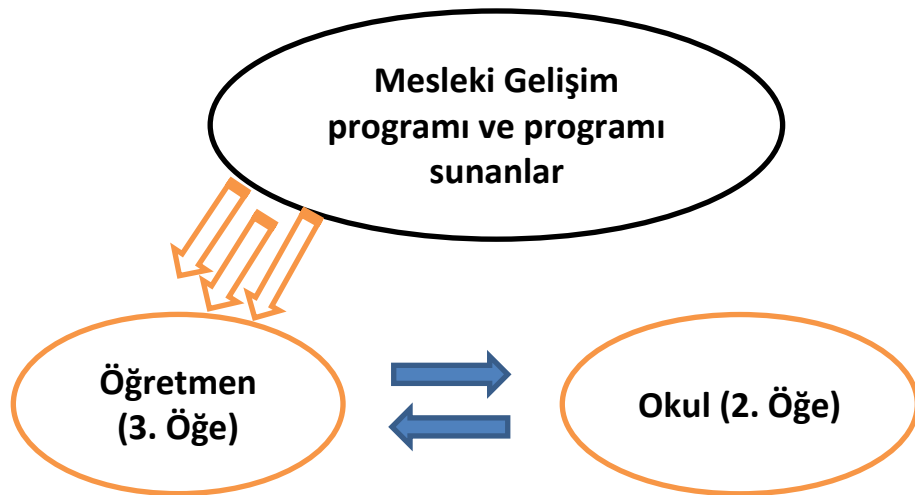 Mesleki Gelişim
programı ve programı
sunanlar
Öğretmen
(3. Öğe)
Okul (2. Öğe)